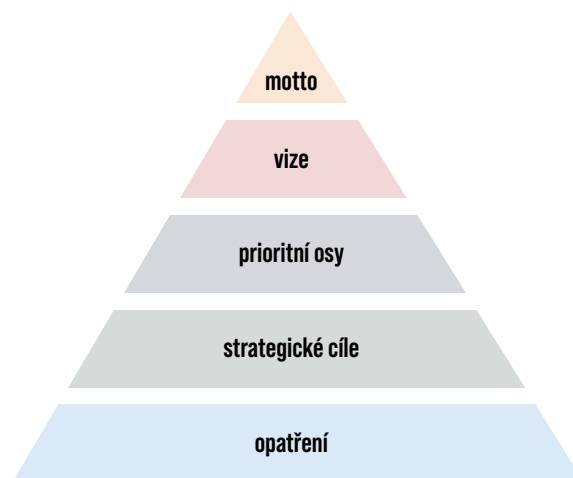 motto
vize
prioritní osy
strategické cíle
opatření